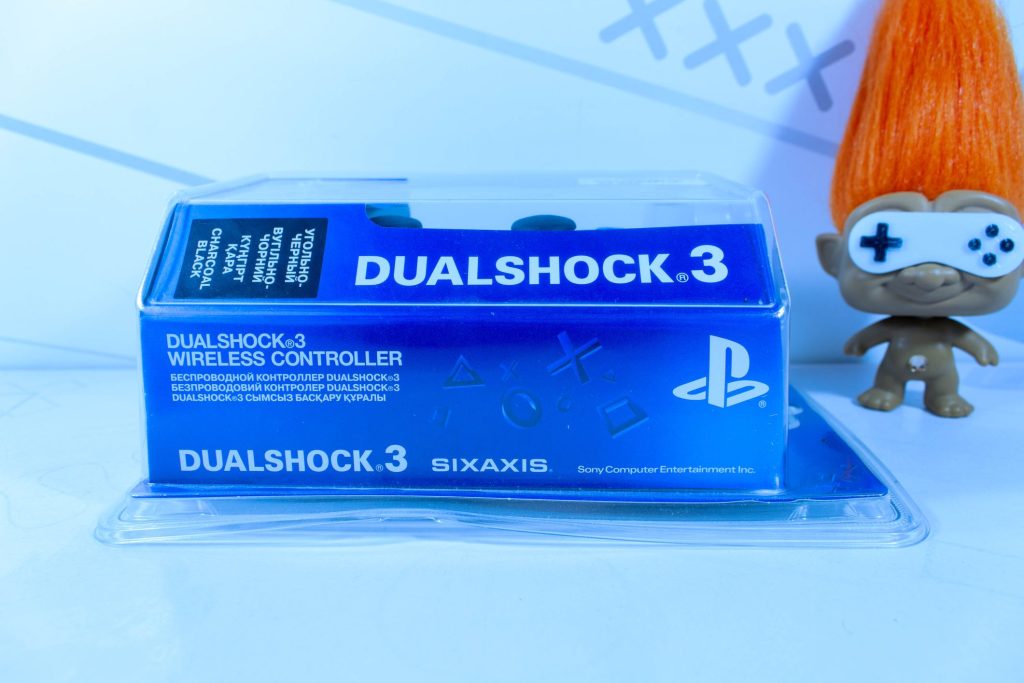 УГОЛЬНО-
ЧЕРНЫЙ
ВУГІЛЬНО-
ЧОРНИЙ
КҮҢГІРТ
ҚАРА
CHARCOAL
BLACK
DUALSHOCK®3
DUALSHOCK®3
WIRELESS CONTROLLER
БЕСПРОВОДНОЙ КОНТРОЛЛЕР DUALSHOCK®3
БЕЗПРОВОДОВИЙ КОНТРОЛЕР DUALSHOCK®3
DUALSHOCK®3 СЫМСЫЗ БАСҚАРУ ҚҰРАЛЫ
DUALSHOCK®3 SIXAXIS® Sony Computer Entertainment Inc.